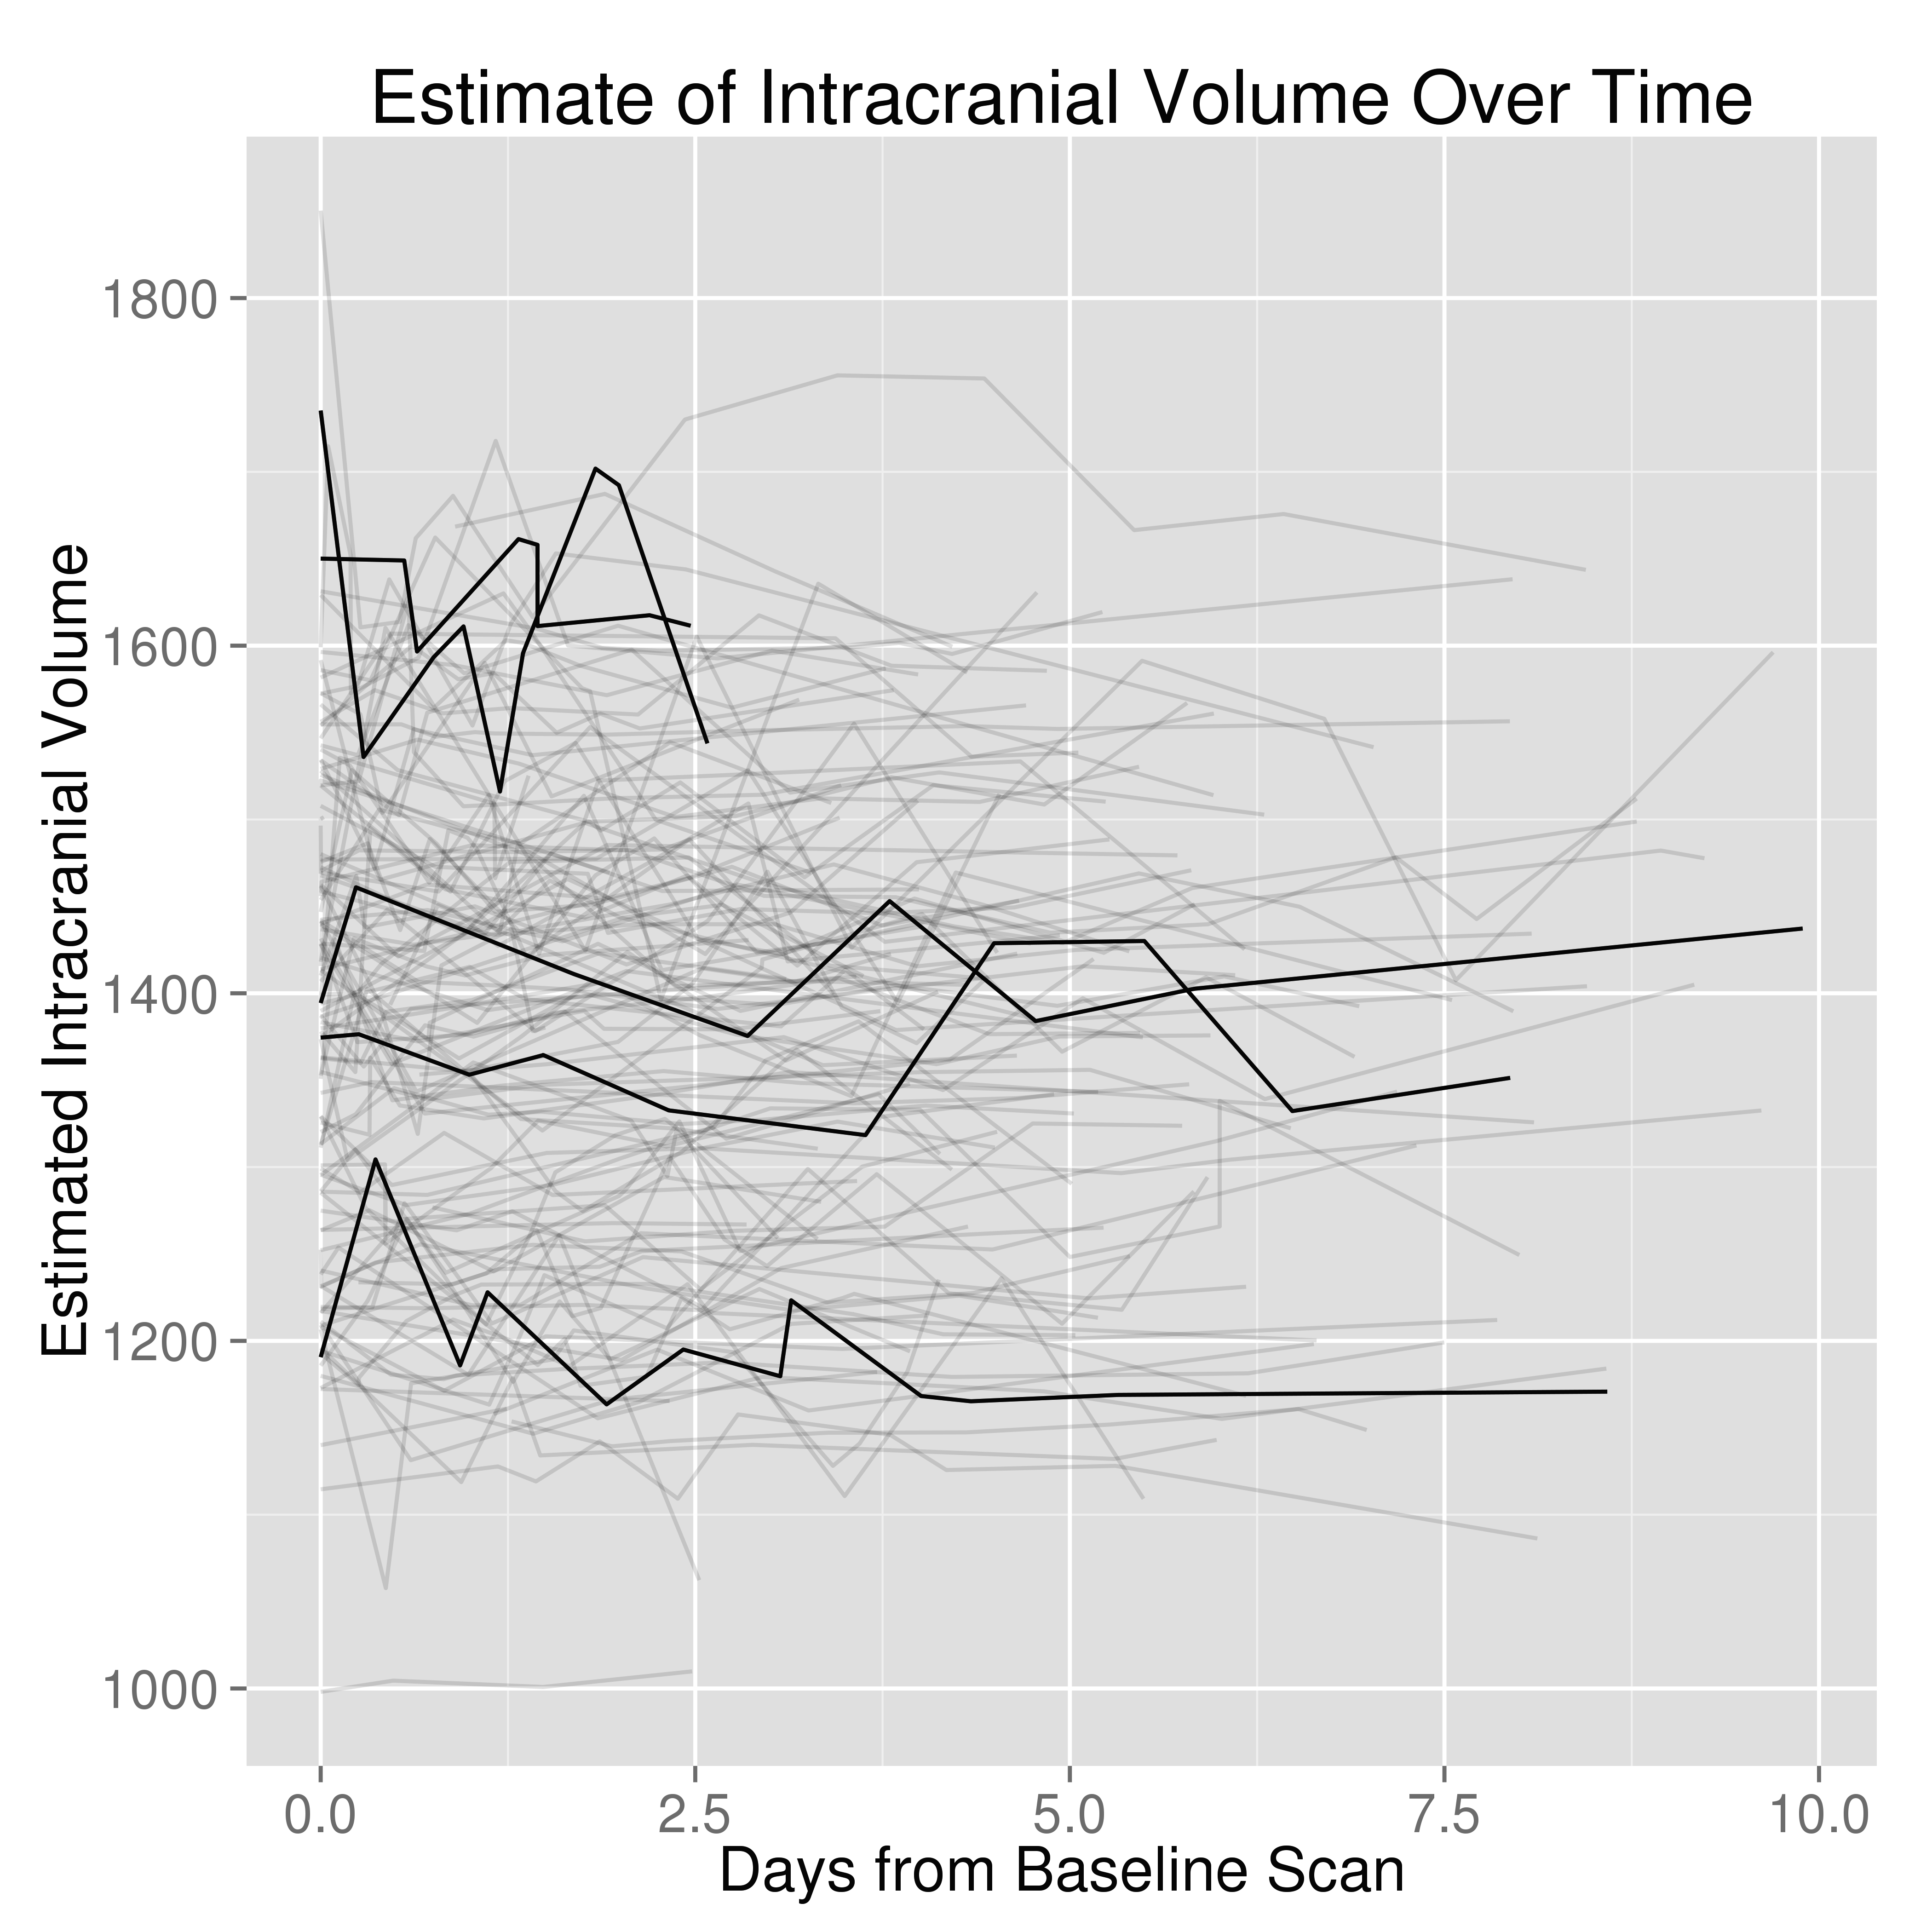 Estimate of Intracranial Volume Over Time
Estimated Intracranial Volume
1800
1600
1400
1200
1000
0.0 2.5 5.0 7.5 10.0
Days from Baseline Scan